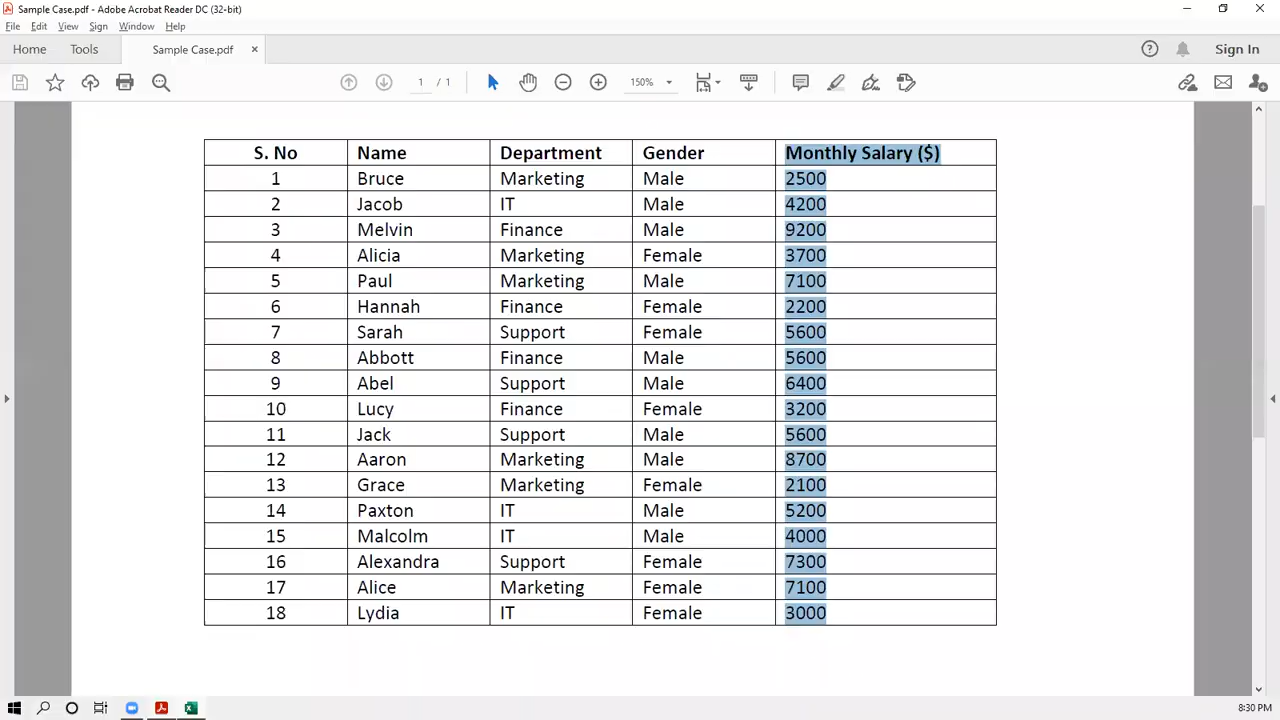 Sample Case.pdf - Adobe Acrobat Reader DC (32-bit)
File Edit View Sign Window Help
Home Tools Sample Case.pdf × Sign In
1 / 1 150%
S. No Name Department Gender Monthly Salary ($)
1 Bruce Marketing Male 2500
2 Jacob IT Male 4200
3 Melvin Finance Male 9200
4 Alicia Marketing Female 3700
5 Paul Marketing Male 7100
6 Hannah Finance Female 2200
7 Sarah Support Female 5600
8 Abbott Finance Male 5600
9 Abel Support Male 6400
10 Lucy Finance Female 3200
11 Jack Support Male 5600
12 Aaron Marketing Male 8700
13 Grace Marketing Female 2100
14 Paxton IT Male 5200
15 Malcolm IT Male 4000
16 Alexandra Support Female 7300
17 Alice Marketing Female 7100
18 Lydia IT Female 3000
8:30 PM